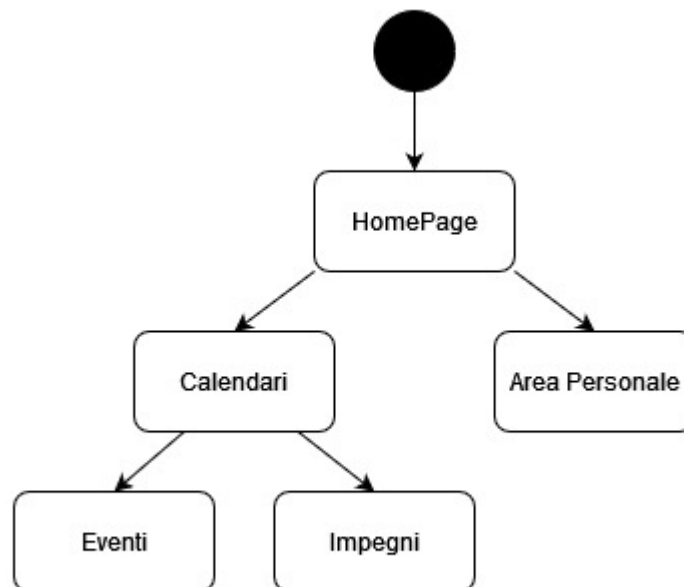 HomePage
Calendari
Area Personale
Eventi
Impegni